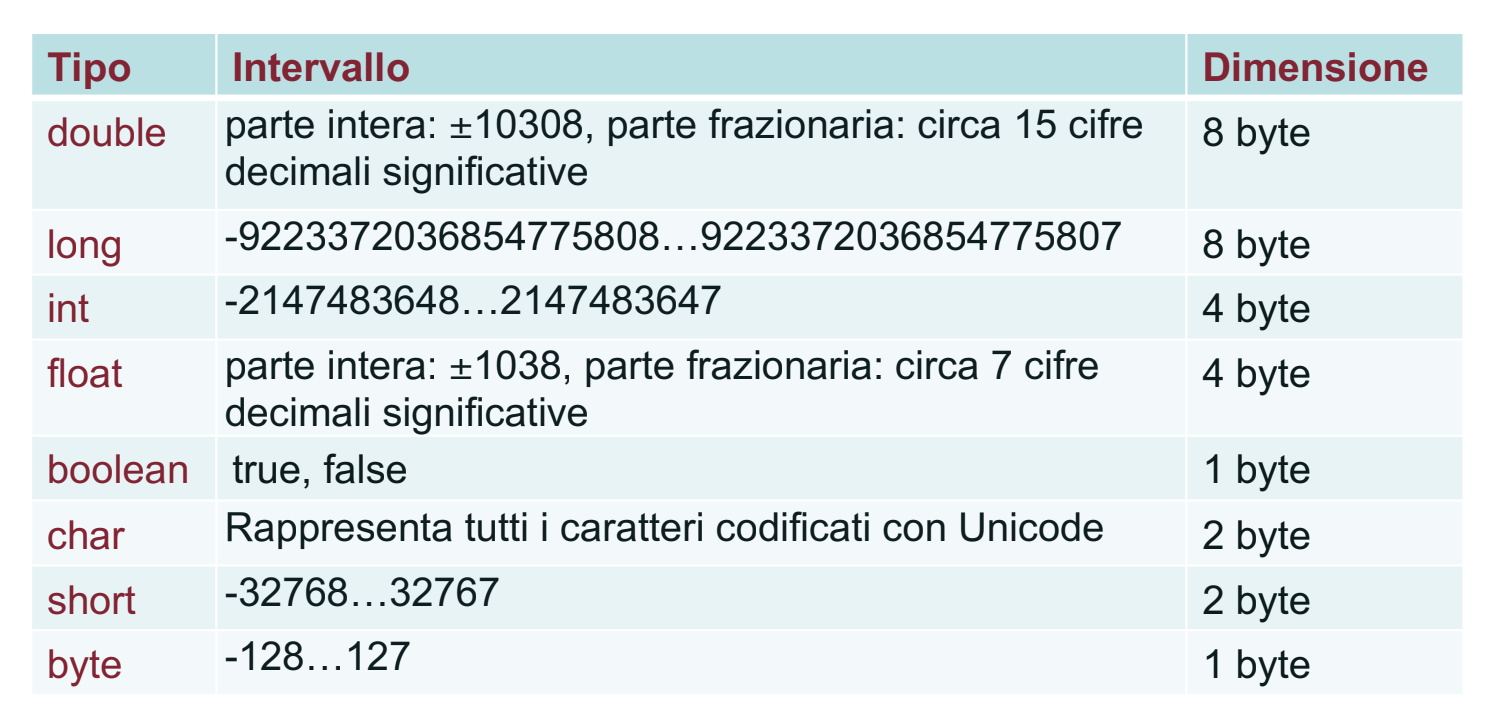 Tipo Intervallo Dimensione
double parte intera: ±10308, parte frazionaria: circa 15 cifre 8 byte
decimali significative
long -9223372036854775808…9223372036854775807 8 byte
int -2147483648…2147483647 4 byte
float parte intera: ±1038, parte frazionaria: circa 7 cifre 4 byte
decimali significative
boolean true, false 1 byte
char Rappresenta tutti i caratteri codificati con Unicode 2 byte
short -32768…32767 2 byte
byte -128…127 1 byte